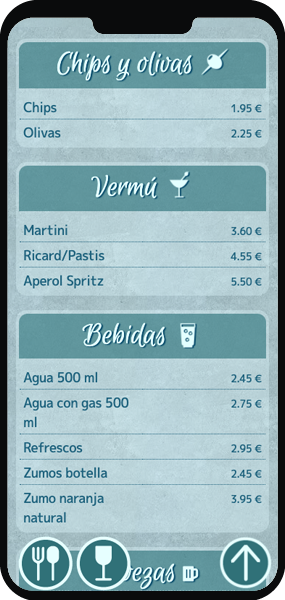 Chips y olivas
Chips 1.95 €
Olivas 2.25 €
Vermú
Martini 3.60 €
Ricard/Pastis 4.55 €
Aperol Spritz 5.50 €
Bebidas
Agua 500 ml 2.45 €
Agua con gas 500 2.75 €
ml
Refrescos 2.95 €
Zumos botella 2.45 €
Zumo naranja 3.95 €
natural